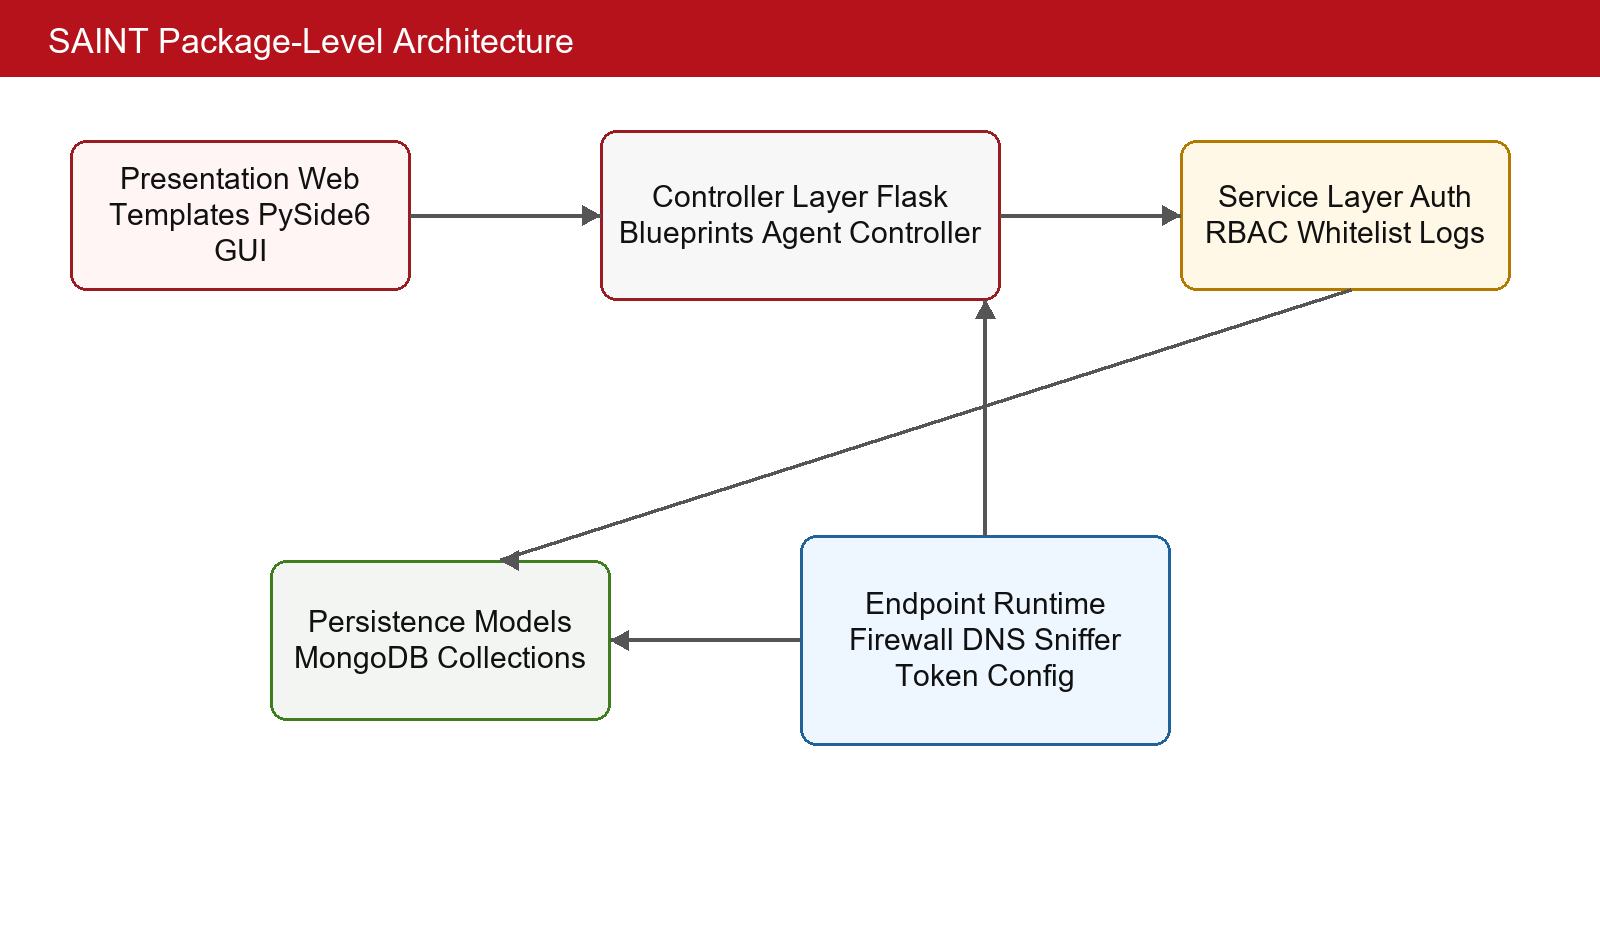 SAINT Package-Level Architecture
Presentation Web
Templates PySide6
GUI
Controller Layer Flask
Blueprints Agent Controller
Service Layer Auth
RBAC Whitelist Logs
Persistence Models
MongoDB Collections
Endpoint Runtime
Firewall DNS Sniffer
Token Config